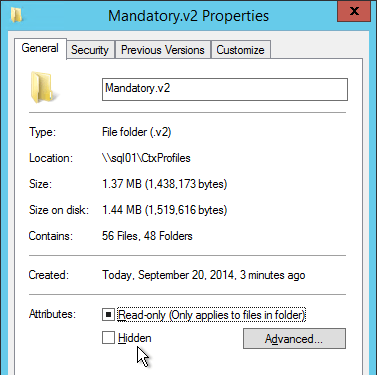 Mandatory.v2 Properties
x
General Security Previous Versions Customize
Mandatory.v2
Type: File folder (.v2)
Location: \\sql01\CtxProfiles
Size: 1.37 MB (1,438,173 bytes)
Size on disk: 1.44 MB (1,519,616 bytes)
Contains: 56 Files, 48 Folders
Created: Today, September 20, 2014, 3 minutes ago
Attributes: Read-only (Only applies to files in folder)
Hidden Advanced...